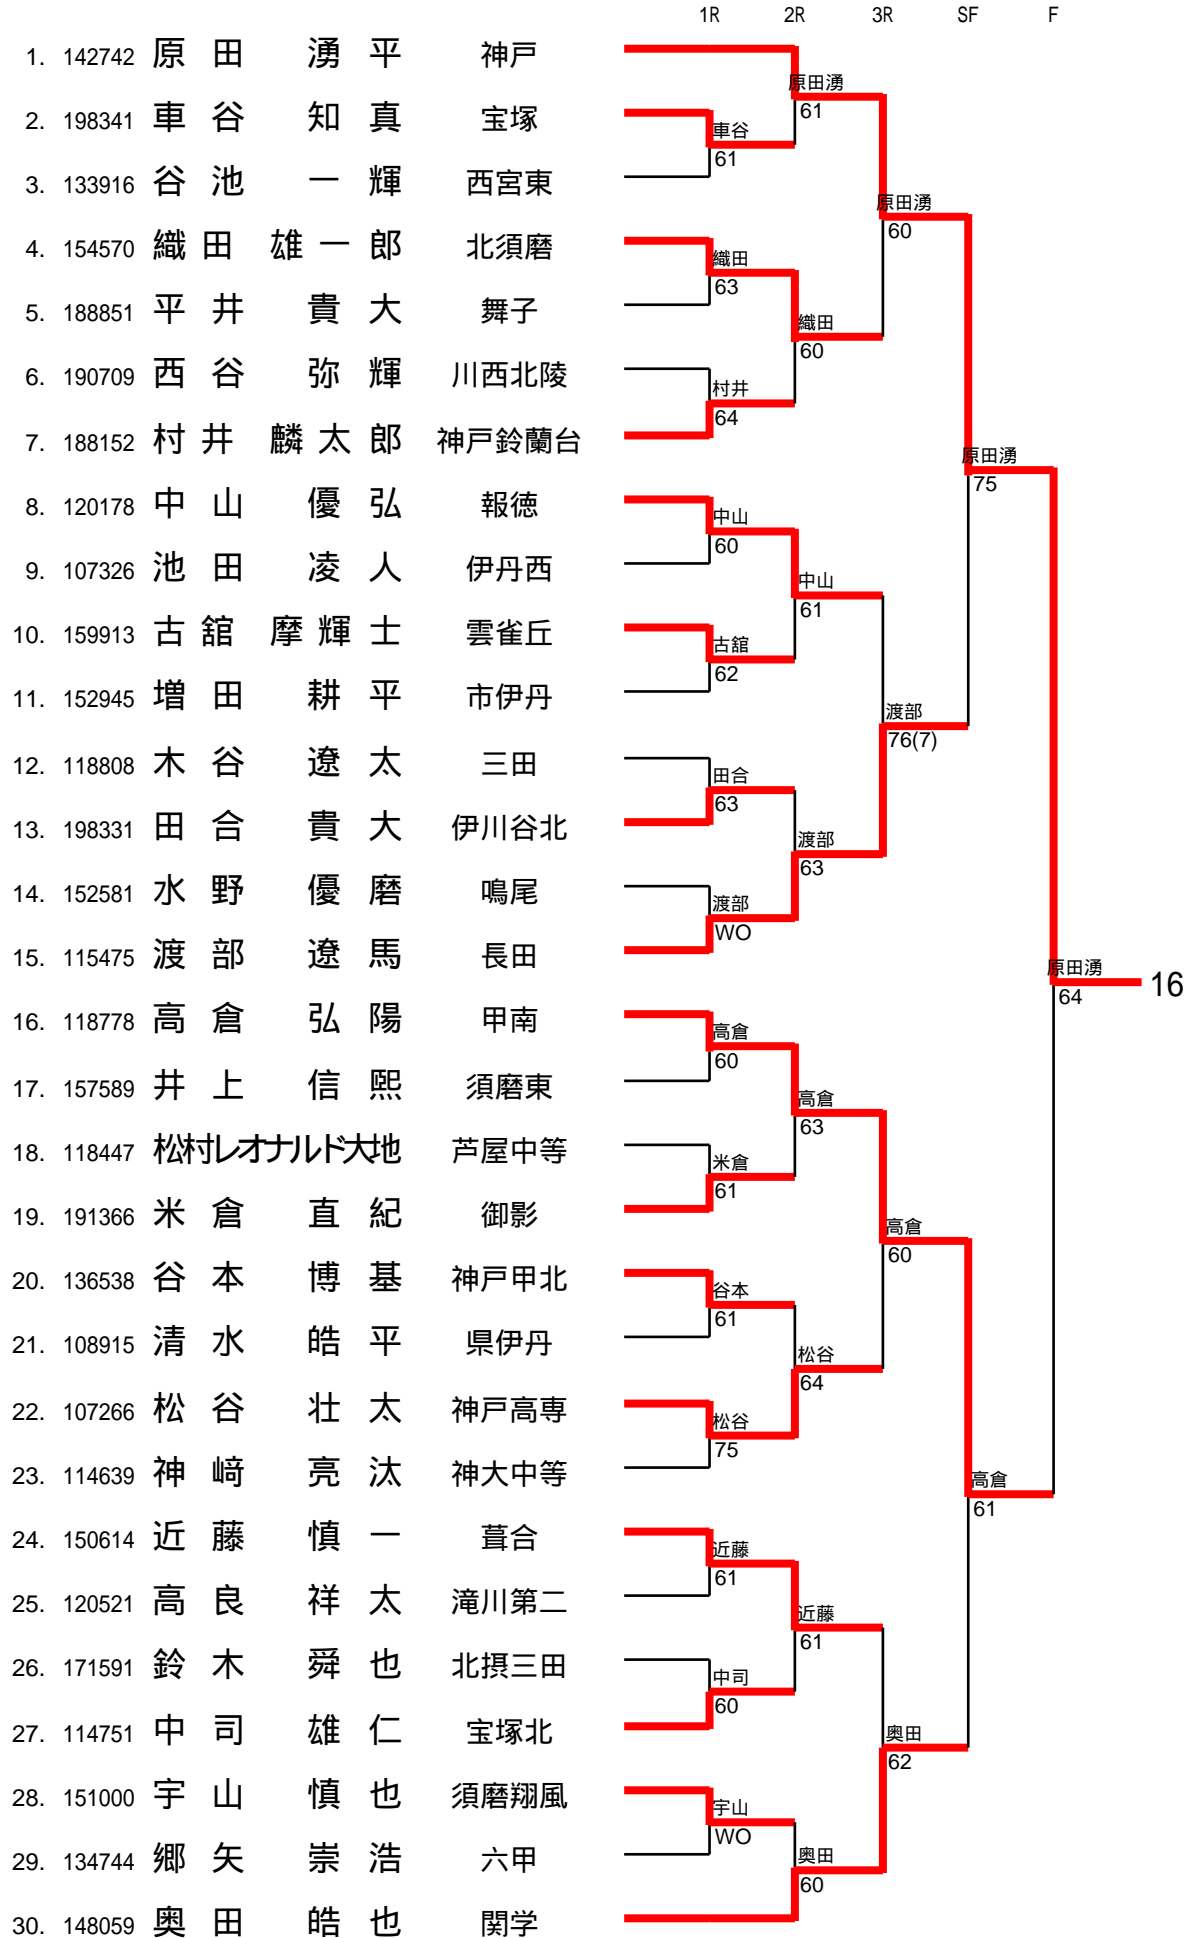 1R 2R 3R SF F
1. 142742 原田 湧平 神戸
原田湧
61
2. 198341 車谷 知真 宝塚
車谷
61
3. 133916 谷池 一輝 西宮東
原田湧
60
4. 154570 織田 雄一郎 北須磨
織田
63
5. 188851 平井 貴大 舞子
織田
60
6. 190709 西谷 弥輝 川西北陵
村井
64
7. 188152 村井 麟太郎 神戸鈴蘭台
原田湧
75
8. 120178 中山 優弘 報徳
中山
60
9. 107326 池田 凌人 伊丹西
中山
61
10. 159913 古舘 摩輝士 雲雀丘
古舘
62
11. 152945 増田 耕平 市伊丹
渡部
76(7)
12. 118808 木谷 遼太 三田
田合
63
13. 198331 田合 貴大 伊川谷北
渡部
63
14. 152581 水野 優磨 鳴尾
渡部
WO
15. 115475 渡部 遼馬 長田
原田湧
64
16
16. 118778 高倉 弘陽 甲南
高倉
60
17. 157589 井上 信熙 須磨東
高倉
63
18. 118447 松村レオナルド大地 芦屋中等
米倉
61
19. 191366 米倉 直紀 御影
高倉
60
20. 136538 谷本 博基 神戸甲北
谷本
61
21. 108915 清水 皓平 県伊丹
松谷
64
22. 107266 松谷 壮太 神戸高専
松谷
75
23. 114639 神﨑 亮汰 神大中等
高倉
61
24. 150614 近藤 慎一 葺合
近藤
61
25. 120521 高良 祥太 滝川第二
近藤
61
26. 171591 鈴木 舜也 北摂三田
中司
60
27. 114751 中司 雄仁 宝塚北
奥田
62
28. 151000 宇山 慎也 須磨翔風
宇山
WO
29. 134744 郷矢 崇浩 六甲
奥田
60
30. 148059 奥田 皓也 関学